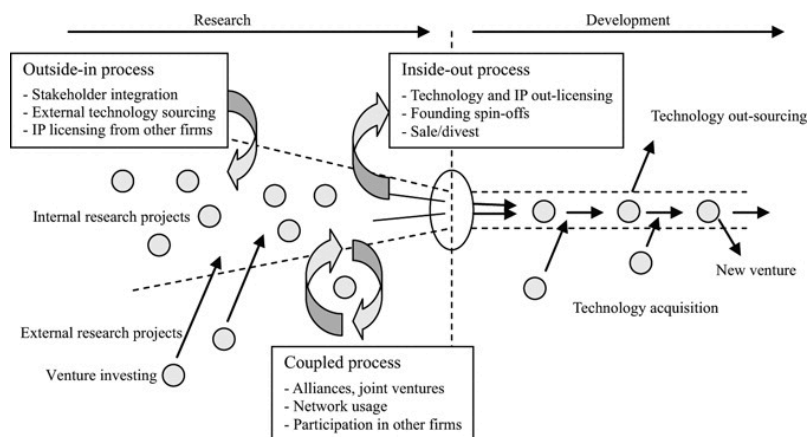 Research
Development
Outside-in process
- Stakeholder integration
- External technology sourcing
- IP licensing from other firms
Inside-out process
- Technology and IP out-licensing
- Founding spin-offs
- Sale/divest
Technology out-sourcing
Internal research projects
New venture
Technology acquisition
External research projects
Venture investing
Coupled process
- Alliances, joint ventures
- Network usage
- Participation in other firms